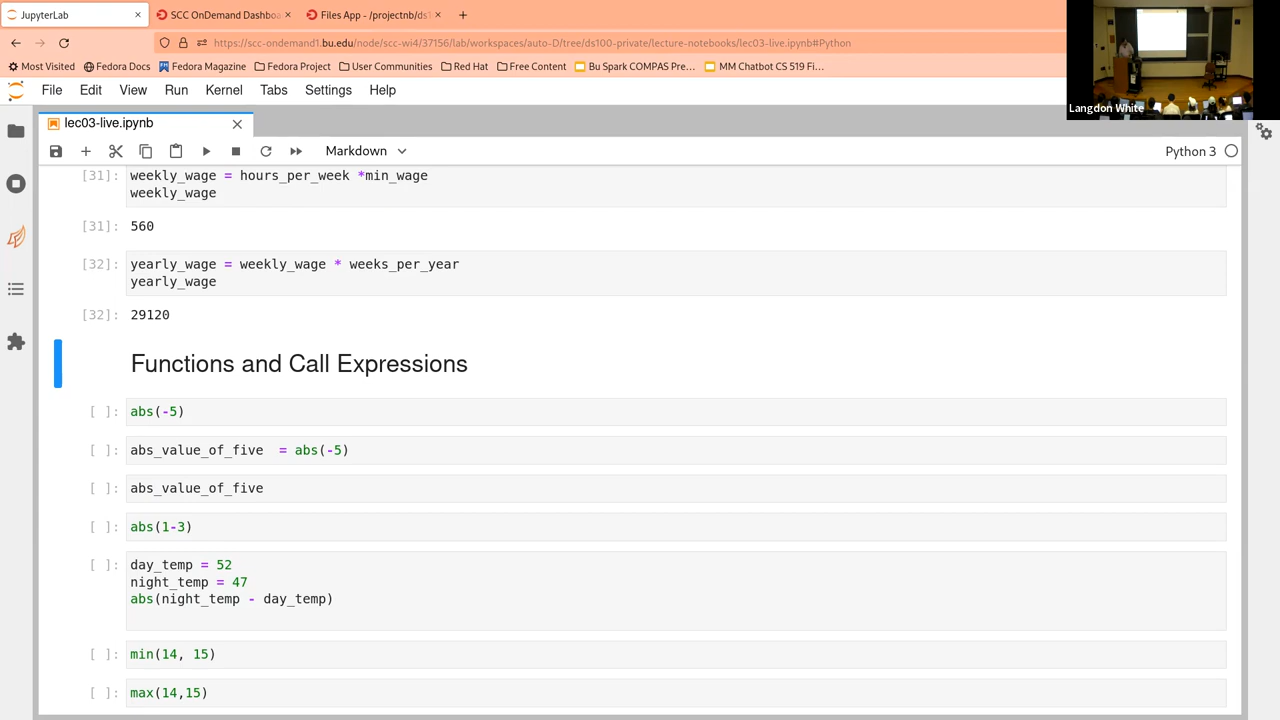 JupyterLab
SCC OnDemand Dashboa
Files App - /projectnb/ds1
https://scc-ondemand1.bu.edu/node/scc-wi4/37156/lab/workspaces/auto-D/tree/ds100-private/lecture-notebooks/lec03-live.ipynb#Python
Most Visited
Fedora Docs
Fedora Magazine
Fedora Project
User Communities
Red Hat
Free Content
Bu Spark COMPAS Pre...
MM Chatbot CS 519 Fi...
Langdon White
File
Edit
View
Run
Kernel
Tabs
Settings
Help
lec03-live.ipynb
Markdown
Python 3
[31]: weekly_wage = hours_per_week *min_wage
weekly_wage
[31]: 560
[32]: yearly_wage = weekly_wage * weeks_per_year
yearly_wage
[32]: 29120
Functions and Call Expressions
[ ]: abs(-5)
[ ]: abs_value_of_five  = abs(-5)
[ ]: abs_value_of_five
[ ]: abs(1-3)
[ ]: day_temp = 52
night_temp = 47
abs(night_temp - day_temp)
[ ]: min(14, 15)
[ ]: max(14,15)